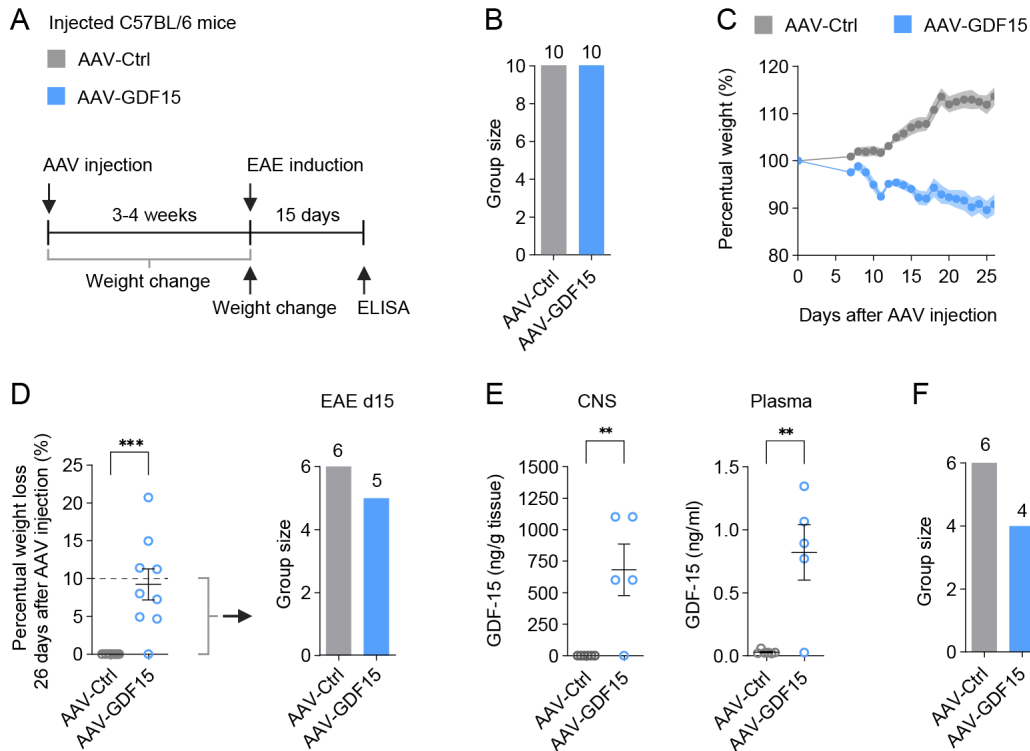 A
Injected C57BL/6 mice
AAV-Ctrl
AAV-GDF15
AAV injection
EAE induction
3-4 weeks
15 days
Weight change
Weight change
ELISA
B
10 10
10
8
6
4
2
0
Group size
AAV-Ctrl
AAV-GDF15
C
AAV-Ctrl
AAV-GDF15
120
110
100
90
80
Percentual weight (%)
0 5 10 15 20 25
Days after AAV injection
D
***
25
20
15
10
5
0
Percentual weight loss
26 days after AAV injection (%)
AAV-Ctrl
AAV-GDF15
EAE d15
6
5
6
4
2
0
Group size
AAV-Ctrl
AAV-GDF15
E
CNS
**
1500
1250
1000
750
500
250
0
GDF-15 (ng/g tissue)
AAV-Ctrl
AAV-GDF15
Plasma
**
1.5
1.0
0.5
0.0
GDF-15 (ng/ml)
AAV-Ctrl
AAV-GDF15
F
6
4
6
4
2
0
Group size
AAV-Ctrl
AAV-GDF15